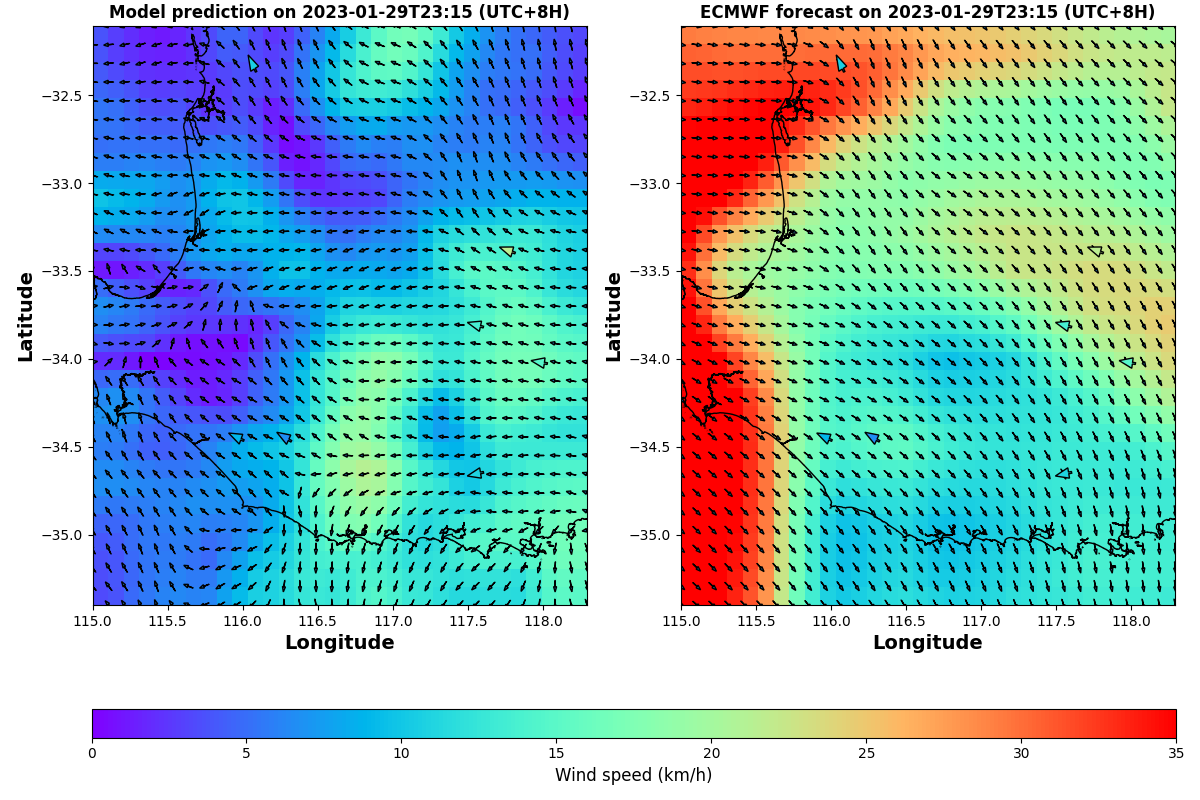 Model prediction on 2023-01-29T23:15 (UTC+8H)
ECMWF forecast on 2023-01-29T23:15 (UTC+8H)
−32.5
−33.0
−33.5
−34.0
−34.5
−35.0
Latitude
115.0 115.5 116.0 116.5 117.0 117.5 118.0
Longitude
−32.5
−33.0
−33.5
−34.0
−34.5
−35.0
Latitude
115.0 115.5 116.0 116.5 117.0 117.5 118.0
Longitude
0 5 10 15 20 25 30 35
Wind speed (km/h)